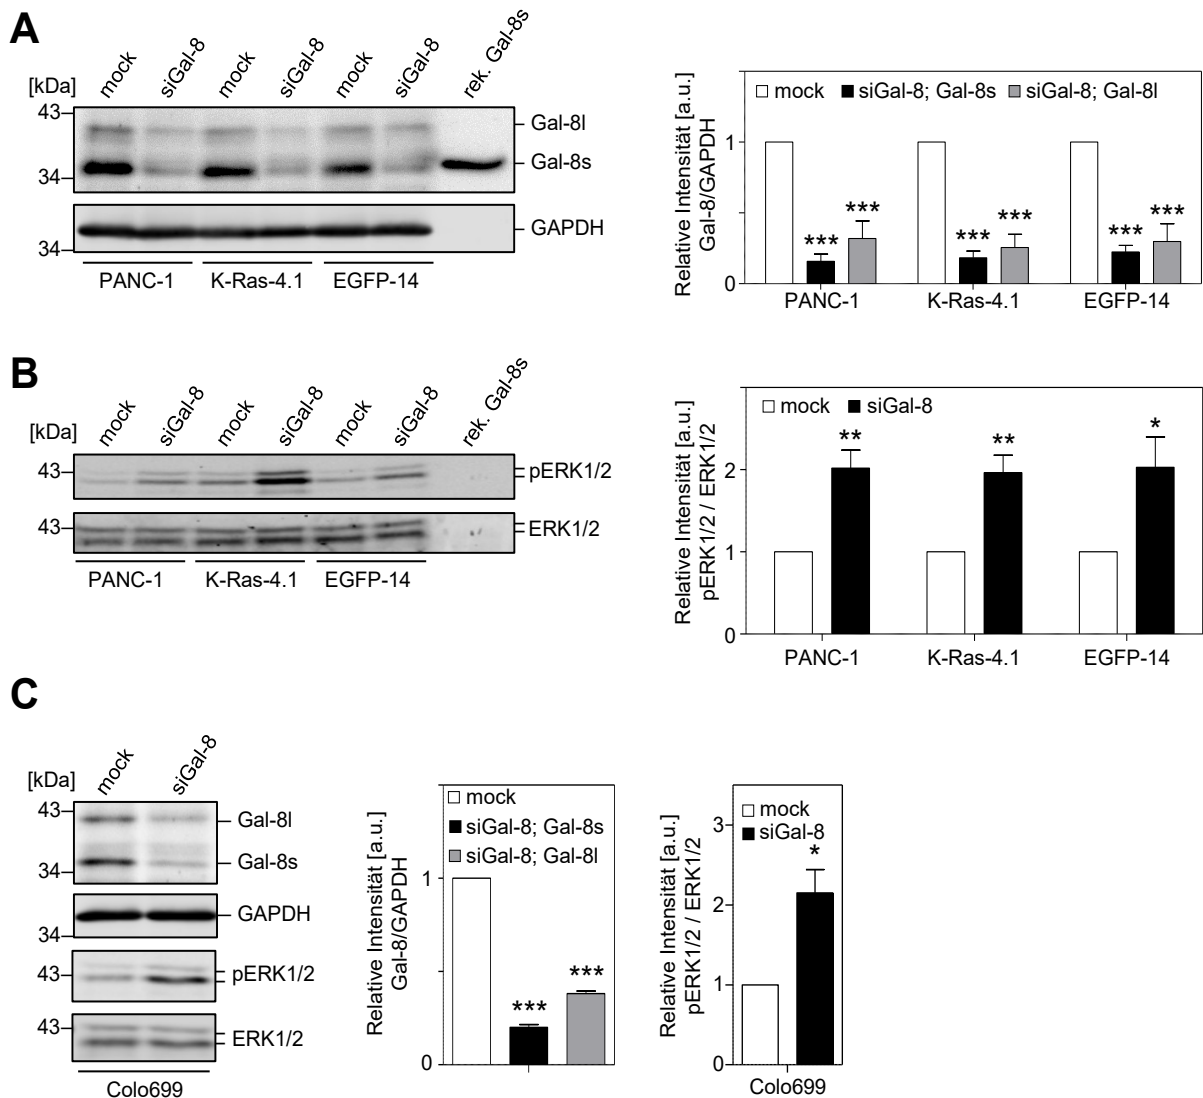 A
mock siGal-8 mock siGal-8 mock siGal-8 rek. Gal-8s
[kDa]
43
Gal-8l
Gal-8s
34
GAPDH
34
PANC-1 K-Ras-4.1 EGFP-14
mock siGal-8; Gal-8s siGal-8; Gal-8l
Relative Intensität [a.u.]
Gal-8/GAPDH
1
0
*** *** *** *** *** ***
PANC-1 K-Ras-4.1 EGFP-14
B
mock siGal-8 mock siGal-8 mock siGal-8 rek. Gal-8s
[kDa]
43
pERK1/2
43
ERK1/2
PANC-1 K-Ras-4.1 EGFP-14
mock siGal-8
Relative Intensität [a.u.]
pERK1/2 / ERK1/2
2
1
0
** ** *
PANC-1 K-Ras-4.1 EGFP-14
C
mock siGal-8
[kDa]
43
Gal-8l
Gal-8s
34
GAPDH
34
43
pERK1/2
43
ERK1/2
Colo699
mock
siGal-8; Gal-8s
siGal-8; Gal-8l
Relative Intensität [a.u.]
Gal-8/GAPDH
1
0
*** ***
mock
siGal-8
Relative Intensität [a.u.]
pERK1/2 / ERK1/2
3
2
1
0
*
Colo699